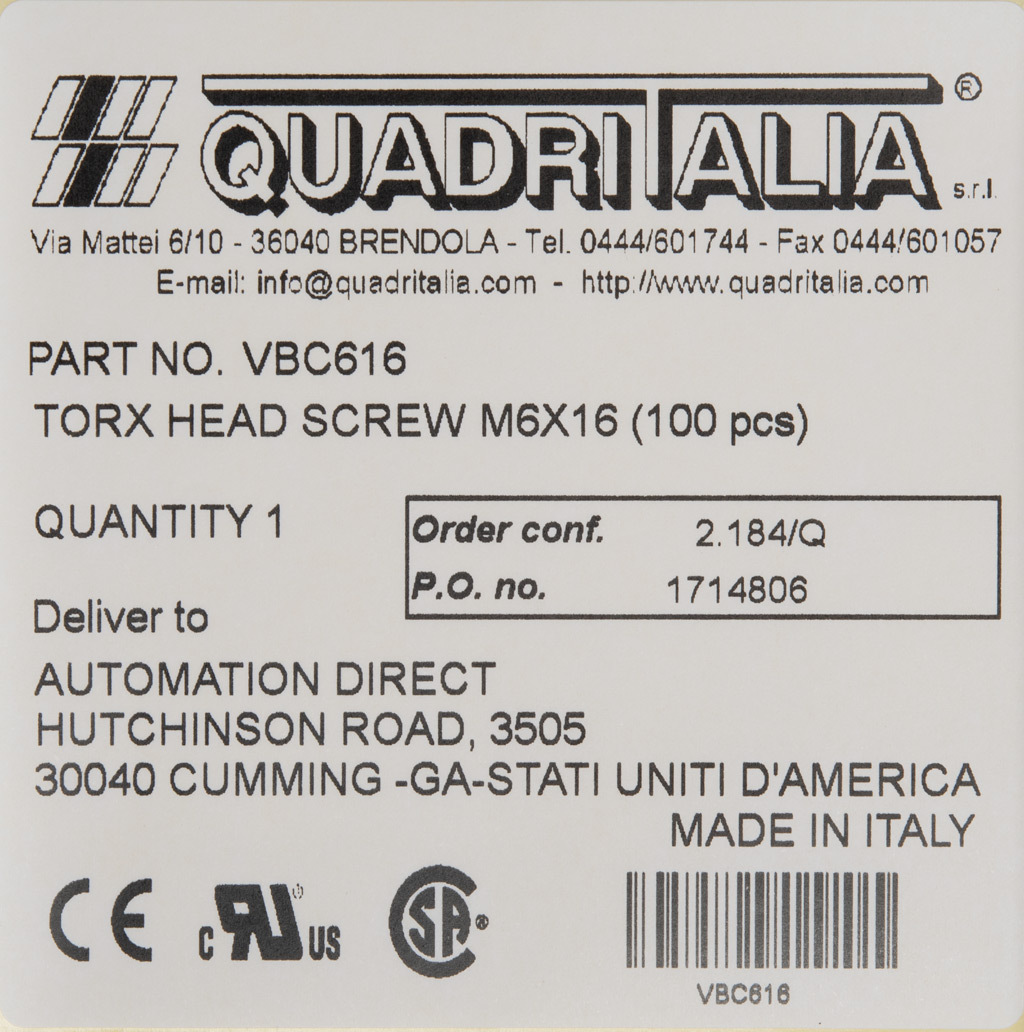 QUADRITALIA ® s.r.l.
Via Mattei 6/10 - 36040 BRENDOLA - Tel. 0444/601744 - Fax 0444/601057
E-mail: info@quadritalia.com - http://www.quadritalia.com
PART NO. VBC616
TORX HEAD SCREW M6X16 (100 pcs)
QUANTITY 1
Order conf. 2.184/Q
P.O. no. 1714806
Deliver to
AUTOMATION DIRECT
HUTCHINSON ROAD, 3505
30040 CUMMING -GA-STATI UNITI D'AMERICA
MADE IN ITALY
CE c RU US SA ®
VBC616